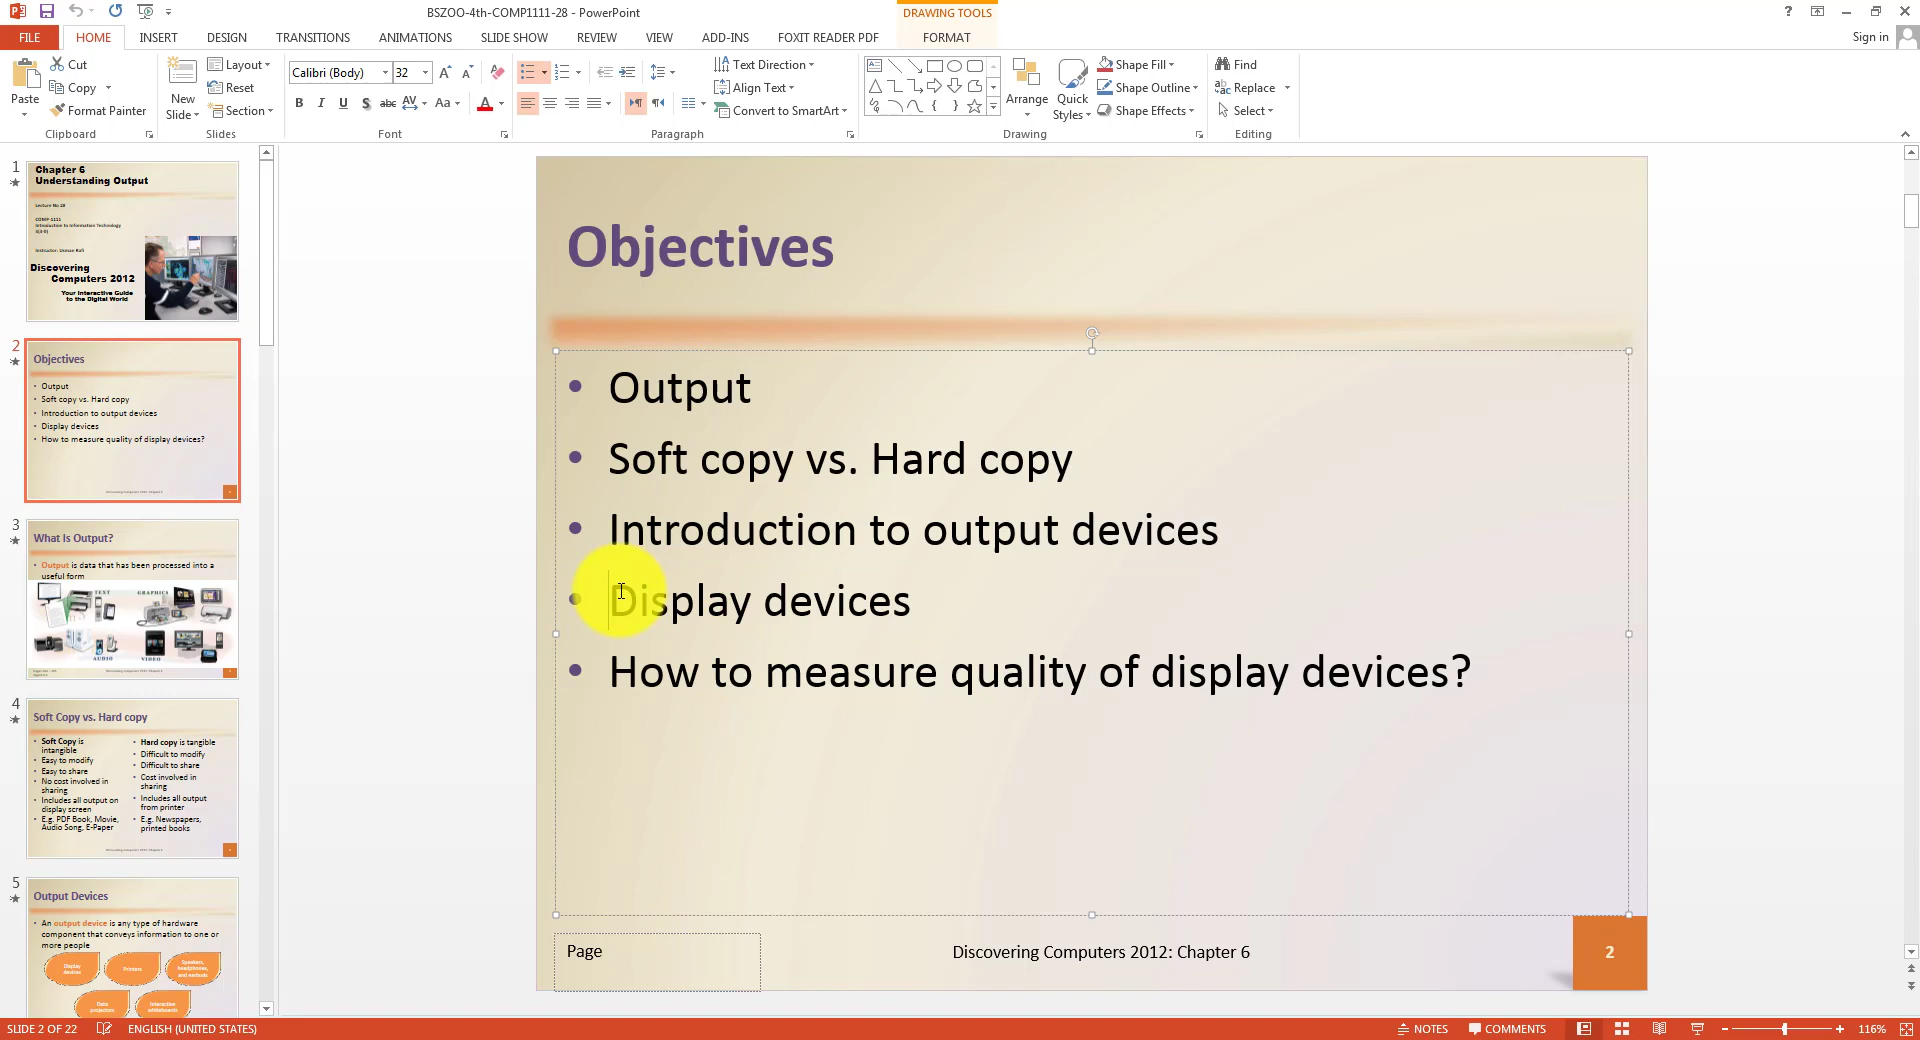 BSZOO-4th-COMP1111-28 - PowerPoint
DRAWING TOOLS
FILE HOME INSERT DESIGN TRANSITIONS ANIMATIONS SLIDE SHOW REVIEW VIEW ADD-INS FOXIT READER PDF FORMAT
Sign in
Paste
Cut
Copy
Format Painter
Clipboard
New
Slide
Layout
Reset
Section
Slides
Calibri (Body) 32
Font
Paragraph
Text Direction
Align Text
Convert to SmartArt
Arrange
Quick
Styles
Shape Fill
Shape Outline
Shape Effects
Drawing
Find
Replace
Select
Editing
1
Chapter 6
Understanding Output
Lecture No 28
COMP-1111
Introduction to Information Technology
3(3-0)
Instructor: Usman Rafi
Discovering
Computers 2012
Your Interactive Guide
to the Digital World
2
Objectives
Output
Soft copy vs. Hard copy
Introduction to output devices
Display devices
How to measure quality of display devices?
3
What Is Output?
Output is data that has been processed into a
useful form
TEXT
GRAPHICS
AUDIO
VIDEO
4
Soft Copy vs. Hard copy
Soft Copy is
intangible
Easy to modify
Easy to share
No cost involved in
sharing
Includes all output on
display screen
E.g. PDF Book, Movie,
Audio Song, E-Paper
Hard copy is tangible
Difficult to modify
Difficult to share
Cost involved in
sharing
Includes all output
from printer
E.g. Newspapers,
printed books
5
Output Devices
An output device is any type of hardware
component that conveys information to one or
more people
Display
devices
Printers
Speakers,
headphones,
and earbuds
Data
projectors
Interactive
whiteboards
Objectives
• Output
• Soft copy vs. Hard copy
• Introduction to output devices
• Display devices
• How to measure quality of display devices?
Page
Discovering Computers 2012: Chapter 6
2
SLIDE 2 OF 22 ENGLISH (UNITED STATES) NOTES COMMENTS 116%